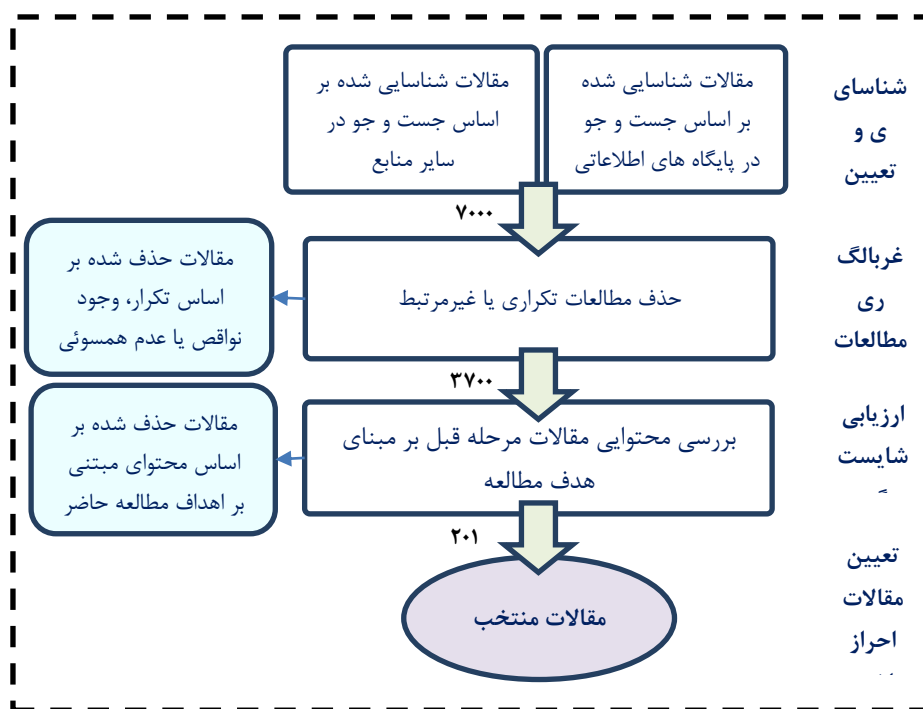 شناسای
ی و
تعیین
مقالات شناسایی شده
بر اساس جست و جو
در پایگاه های اطلاعاتی
مقالات شناسایی شده بر
اساس جست و جو در
سایر منابع
۷۰۰۰
غربالگ
ری
مطالعات
حذف مطالعات تکراری یا غیرمرتبط
مقالات حذف شده بر
اساس تکرار، وجود
نواقص یا عدم همسوئی
۳۷۰۰
ارزیابی
شایست
بررسی محتوایی مقالات مرحله قبل بر مبنای
هدف مطالعه
مقالات حذف شده بر
اساس محتوای مبتنی
بر اهداف مطالعه حاضر
۲۰۱
تعیین
مقالات
احراز
مقالات منتخب